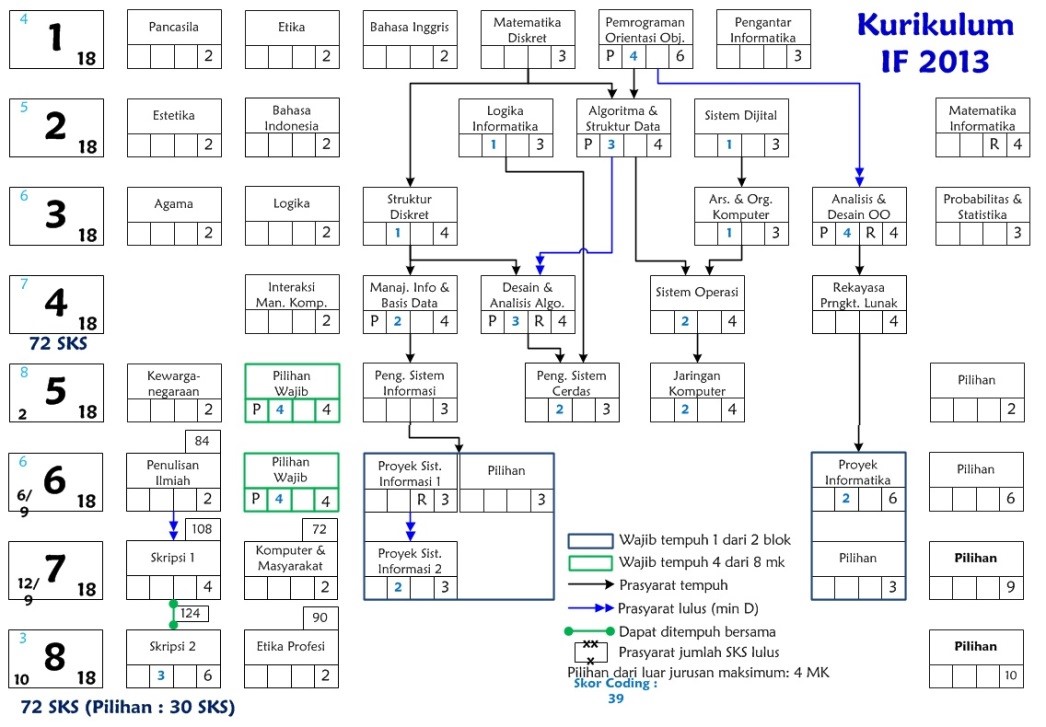 Kurikulum
IF 2013
4
1
18
Pancasila
2
Etika
2
Bahasa Inggris
2
Matematika
Diskret
3
Pemrograman
Orientasi Obj.
P 4 6
Pengantar
Informatika
3
5
2
18
Estetika
2
Bahasa
Indonesia
2
Logika
Informatika
1 3
Algoritma &
Struktur Data
P 3 4
Sistem Dijital
1 3
Matematika
Informatika
R 4
6
3
18
Agama
2
Logika
2
Struktur
Diskret
1 4
Ars. & Org.
Komputer
1 3
Analisis &
Desain OO
P 4 R 4
Probabilitas &
Statistika
3
7
4
18
72 SKS
Interaksi
Man. Komp.
2
Manaj. Info &
Basis Data
P 2 4
Desain &
Analisis Algo.
P 3 R 4
Sistem Operasi
2 4
Rekayasa
Prngkt. Lunak
4
8
5
2 18
Kewarga-
negaraan
2
Pilihan
Wajib
P 4 4
Peng. Sistem
Informasi
3
Peng. Sistem
Cerdas
2 3
Jaringan
Komputer
2 4
Pilihan
2
6
6
6/
9
18
84
Penulisan
Ilmiah
2
Pilihan
Wajib
P 4 4
Proyek Sist.
Informasi 1
R 3
Pilihan
3
Proyek
Informatika
2 6
Pilihan
6
7
12/
9
18
108
Skripsi 1
4
72
Komputer &
Masyarakat
2
Proyek Sist.
Informasi 2
2 3
Pilihan
3
Pilihan
9
3
8
10 18
124
Skripsi 2
3 6
90
Etika Profesi
2
Pilihan
10
Wajib tempuh 1 dari 2 blok
Wajib tempuh 4 dari 8 mk
Prasyarat tempuh
Prasyarat lulus (min D)
Dapat ditempuh bersama
xx
x
Prasyarat jumlah SKS lulus
Pilihan dari luar jurusan maksimum: 4 MK
Skor Coding :
39
72 SKS (Pilihan : 30 SKS)